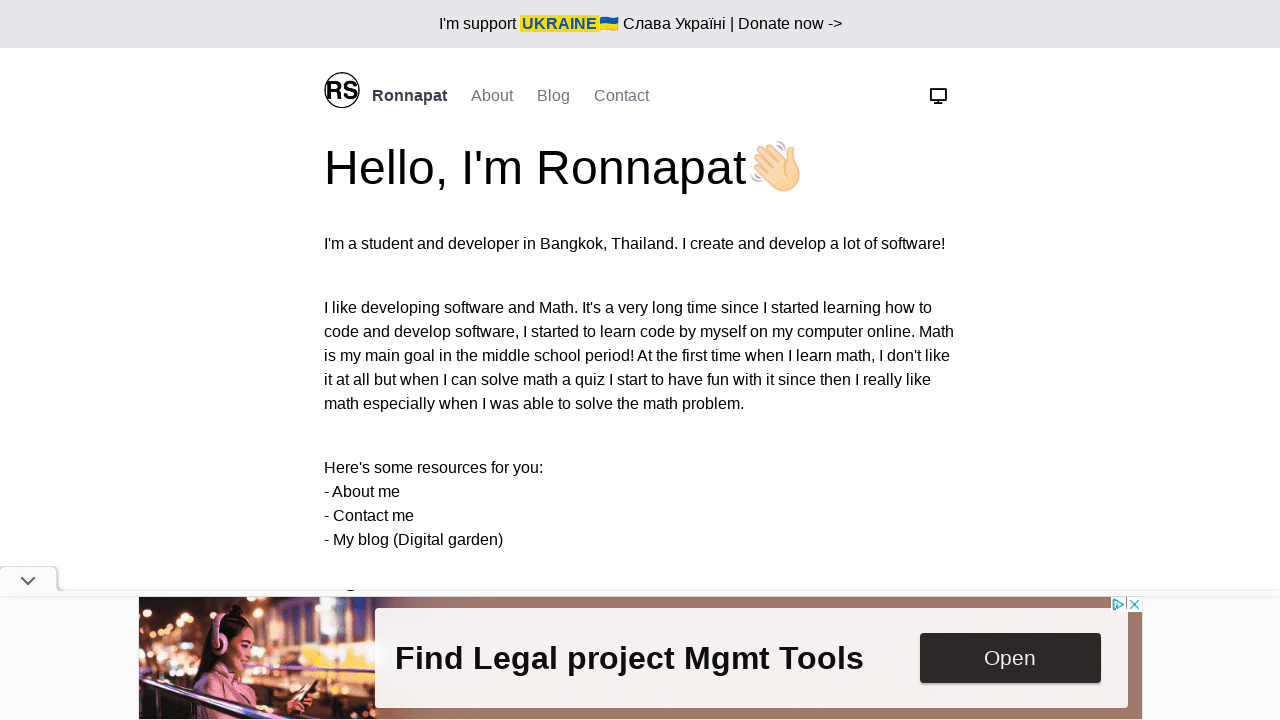 I'm support UKRAINE🇺🇦 Слава Україні | Donate now ->
RS Ronnapat About Blog Contact
Hello, I'm Ronnapat👋🏻
I'm a student and developer in Bangkok, Thailand. I create and develop a lot of software!
I like developing software and Math. It's a very long time since I started learning how to
code and develop software, I started to learn code by myself on my computer online. Math
is my main goal in the middle school period! At the first time when I learn math, I don't like
it at all but when I can solve math a quiz I start to have fun with it since then I really like
math especially when I was able to solve the math problem.
Here's some resources for you:
- About me
- Contact me
- My blog (Digital garden)
Find Legal project Mgmt Tools
Open